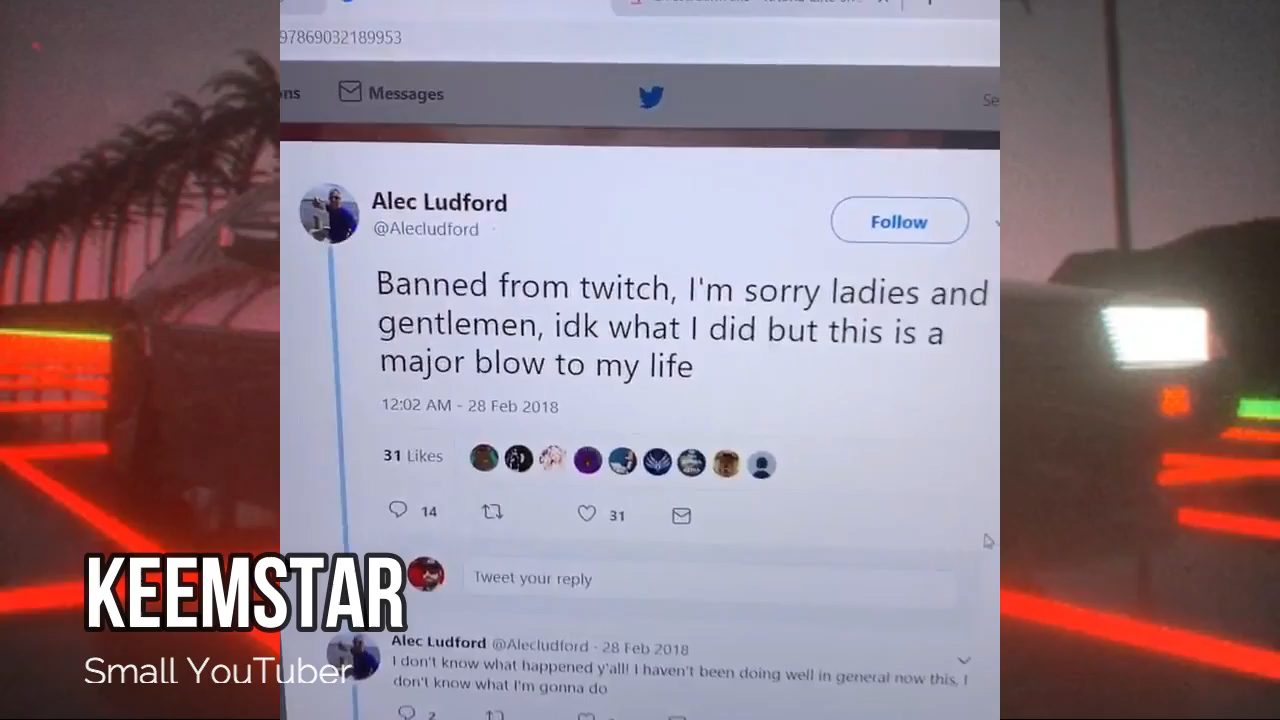 97869032189953
ns
Messages
Se
Alec Ludford
@Alecludford
Follow
Banned from twitch, I'm sorry ladies and
gentlemen, idk what I did but this is a
major blow to my life
12:02 AM - 28 Feb 2018
31 Likes
14
31
Tweet your reply
KEEMSTAR
Alec Ludford @Alecludford · 28 Feb 2018
I don't know what happened y'all! I haven't been doing well in general now this, I
don't know what I'm gonna do
Small YouTuber
2